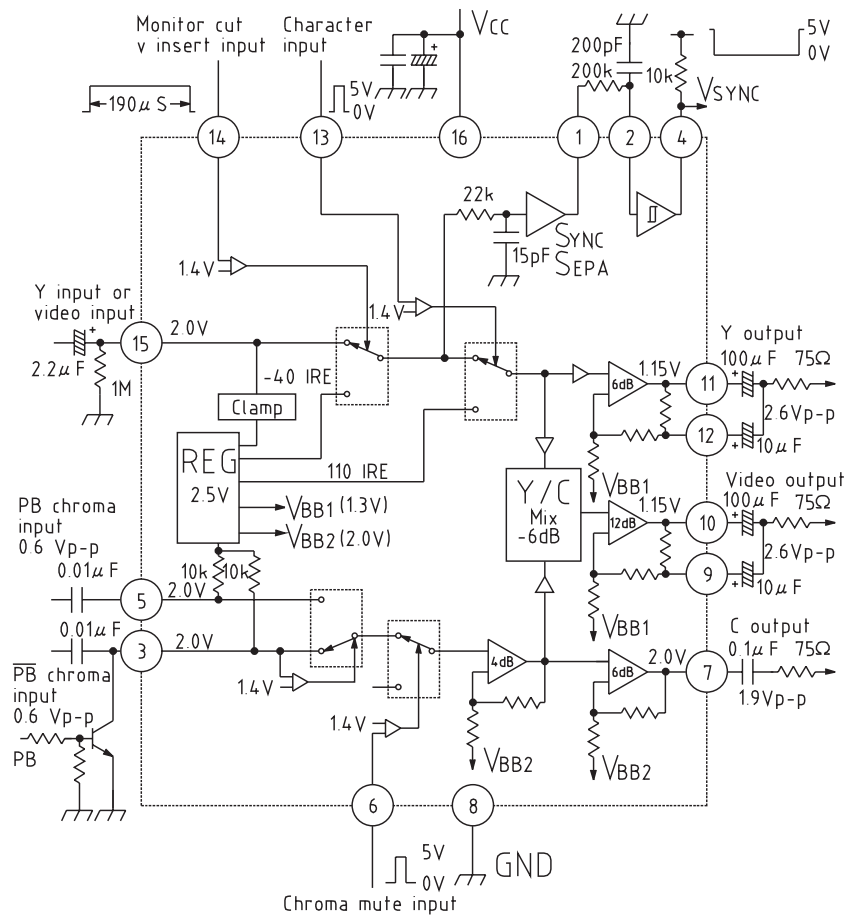 Monitor cut
v insert input
Character
input
VCC
200pF
200k
10k
5V
0V
5V
0V
190μS
VSYNC
14
13
16
1
2
4
22k
15pF
SYNC
SEPA
1.4V
1.4V
Y input or
video input
+
15
2.0V
2.2μF
1M
-40 IRE
Clamp
REG
2.5V
110 IRE
VBB1 (1.3V)
VBB2 (2.0V)
Y output
100μF
75Ω
+
6dB
1.15V
11
2.6Vp-p
12
+
10μF
VBB1
Y/C
Mix
-6dB
Video output
100μF
75Ω
+
12dB
1.15V
10
2.6Vp-p
9
+
10μF
VBB1
PB chroma
input
0.6 Vp-p
0.01μF
10k
10k
5
2.0V
0.01μF
3
2.0V
P̅B̅ chroma
input
0.6 Vp-p
PB
1.4V
1.4V
4dB
6dB
2.0V
7
C output
0.1μF
75Ω
1.9Vp-p
VBB2
VBB2
6
8
5V
0V
GND
Chroma mute input